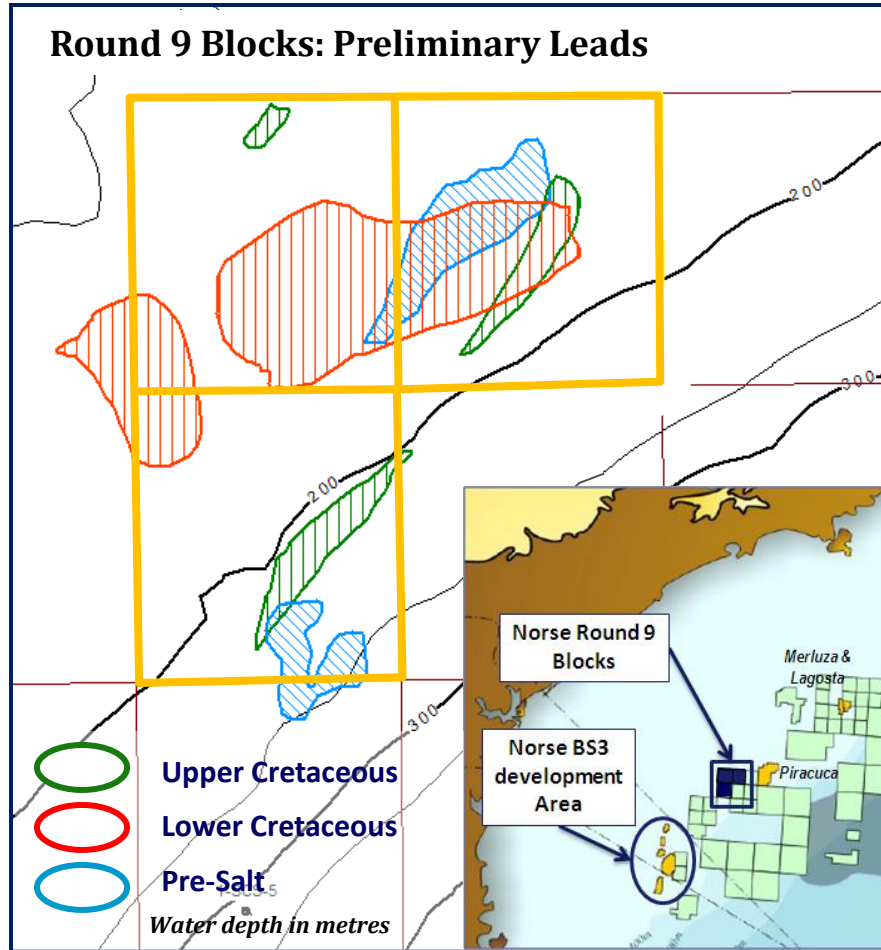 Round 9 Blocks: Preliminary Leads
200
300
200
300
Upper Cretaceous
Lower Cretaceous
Pre-Salt
Water depth in metres
Norse Round 9
Blocks
Merluza &
Lagosta
Norse BS3
development
Area
Piracuca